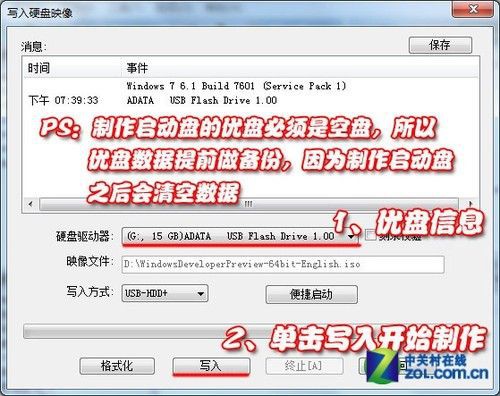 写入硬盘映像
消息:
保存
时间 事件
Windows 7 6.1 Build 7601 (Service Pack 1)
下午 07:39:33 ADATA USB Flash Drive 1.00
PS：制作启动盘的优盘必须是空盘，所以
优盘数据提前做备份，因为制作启动盘
之后会清空数据
1、优盘信息
硬盘驱动器: (G:, 15 GB)ADATA USB Flash Drive 1.00
映像文件: D:\WindowsDeveloperPreview-64bit-English.iso
写入方式: USB-HDD+ 便捷启动
2、单击写入开始制作
格式化 写入 终止[A] 回
中关村在线
zol.com.cn